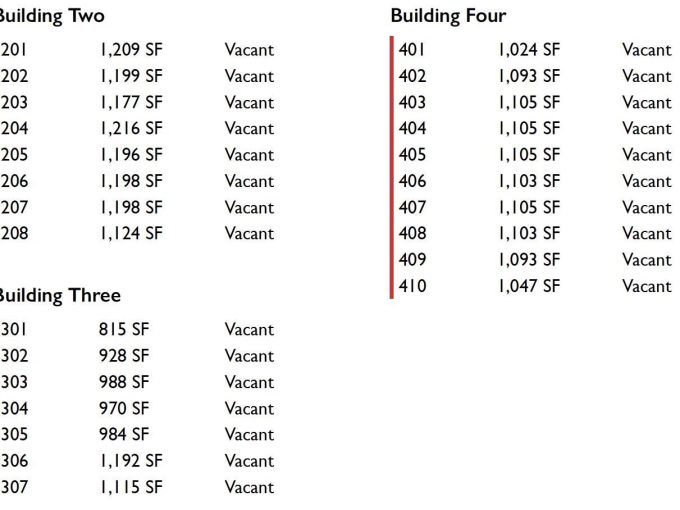 Building Two
201 1,209 SF Vacant
202 1,199 SF Vacant
203 1,177 SF Vacant
204 1,216 SF Vacant
205 1,196 SF Vacant
206 1,198 SF Vacant
207 1,198 SF Vacant
208 1,124 SF Vacant
Building Three
301 815 SF Vacant
302 928 SF Vacant
303 988 SF Vacant
304 970 SF Vacant
305 984 SF Vacant
306 1,192 SF Vacant
307 1,115 SF Vacant
Building Four
401 1,024 SF Vacant
402 1,093 SF Vacant
403 1,105 SF Vacant
404 1,105 SF Vacant
405 1,105 SF Vacant
406 1,103 SF Vacant
407 1,105 SF Vacant
408 1,103 SF Vacant
409 1,093 SF Vacant
410 1,047 SF Vacant